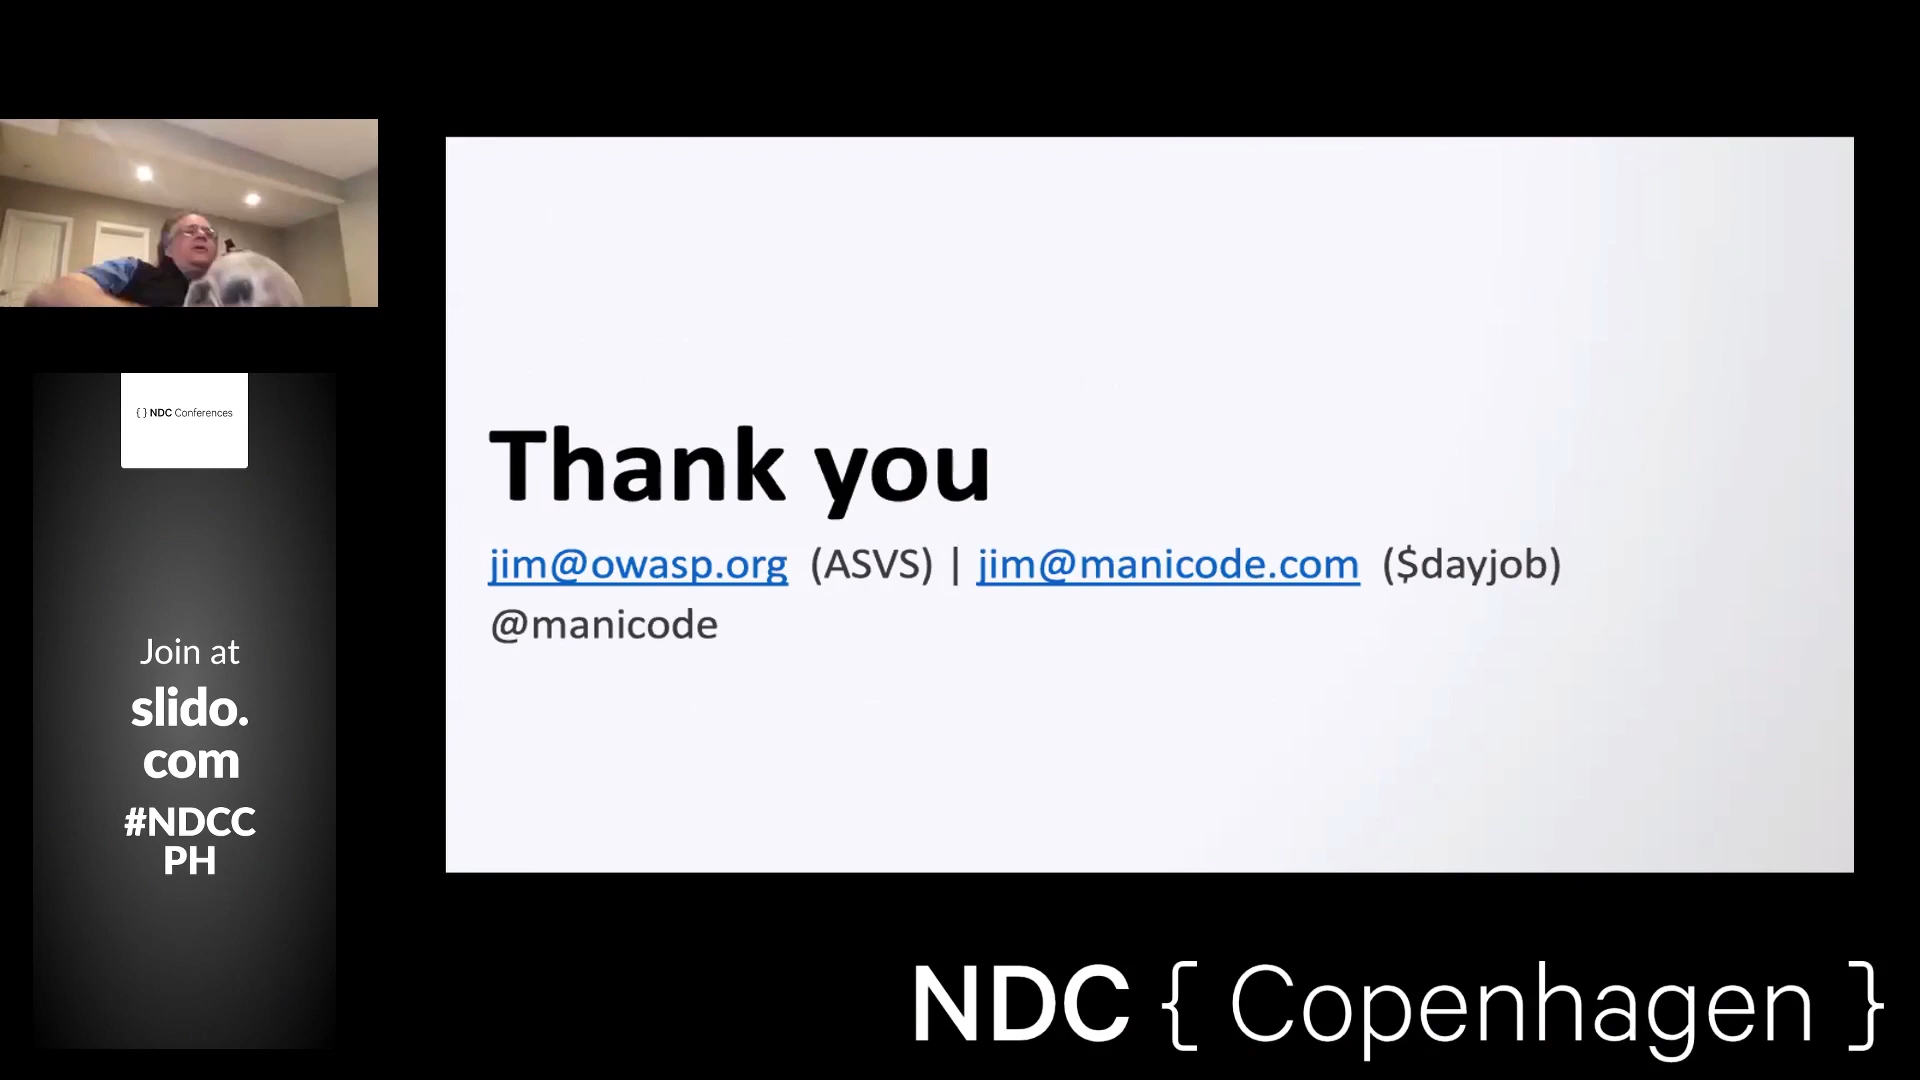 { } NDC Conferences
Join at
slido.
com
#NDCC
PH
Thank you
jim@owasp.org (ASVS) | jim@manicode.com ($dayjob)
@manicode
NDC { Copenhagen }